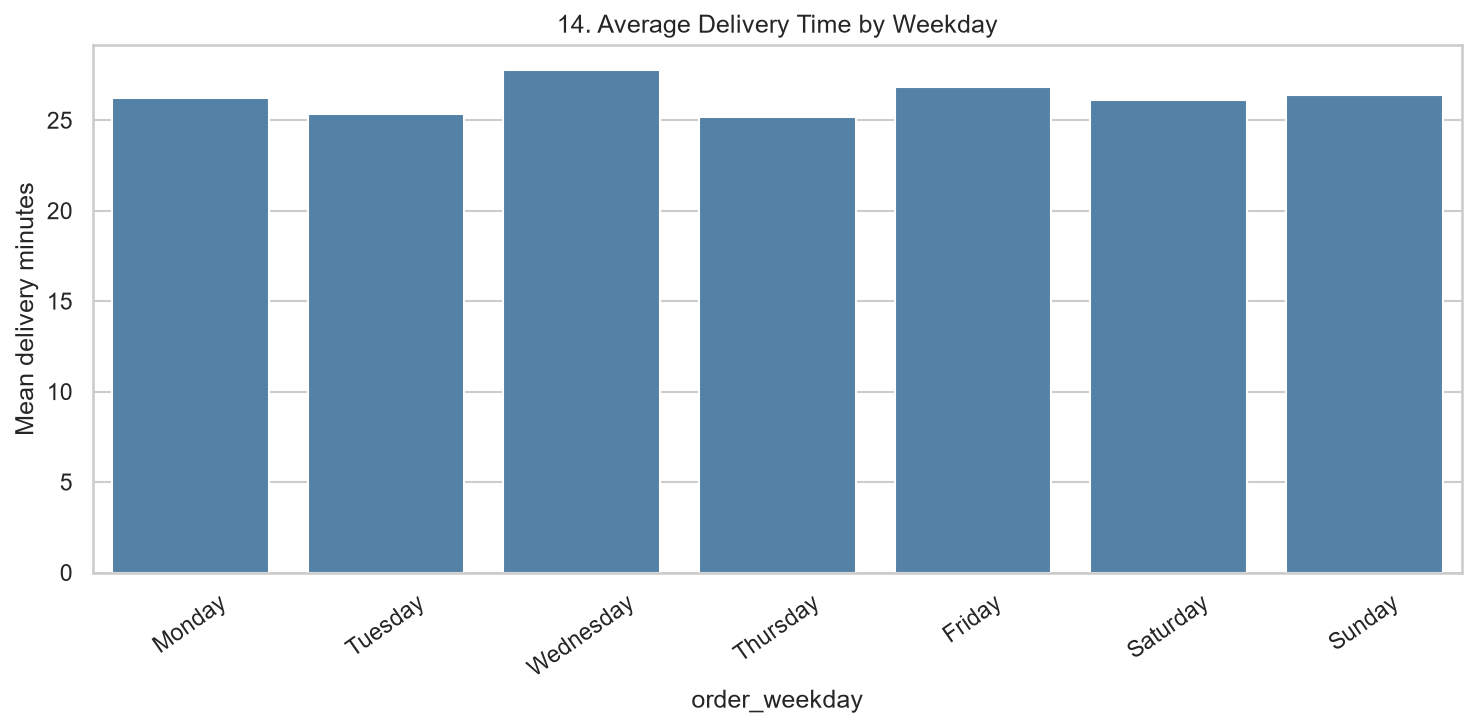 14. Average Delivery Time by Weekday
Mean delivery minutes
25
20
15
10
5
0
Monday
Tuesday
Wednesday
Thursday
Friday
Saturday
Sunday
order_weekday